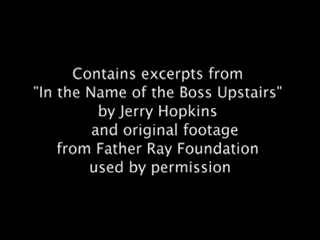 Contains excerpts from
"In the Name of the Boss Upstairs"
by Jerry Hopkins
and original footage
from Father Ray Foundation
used by permission